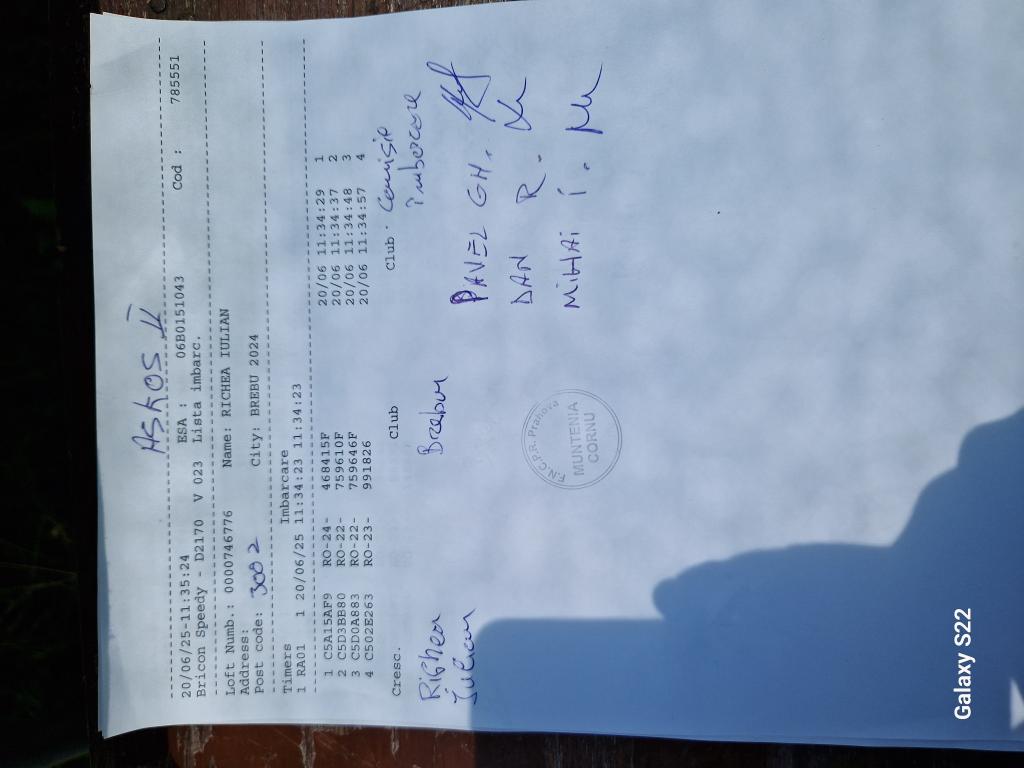 ASKOS II
20/06/25-11:35:24 ESA : 06B0151043 Cod : 785551
Bricon Speedy - D2170 V 023 Lista imbarc.
Loft Numb.: 0000746776 Name: RICHEA IULIAN
Address:
Post code: 3002 City: BREBU 2024
Timers Imbarcare
1 RA01 1 20/06/25 11:34:23 11:34:23
1 C5A15AF9 RO-24- 468415F 20/06 11:34:29 1
2 C5D3BB80 RO-22- 759610F 20/06 11:34:37 2
3 C5D0A883 RO-22- 759646F 20/06 11:34:48 3
4 C502E263 RO-23- 991826 20/06 11:34:57 4
Cresc. Club Club Comisie
Richea Brebu imbarcare
Iulian
PAVEL GH.
DAN R.
MIHAI I.
F.N.C.P.R. Prahova
MUNTENIA
CORNU
Galaxy S22